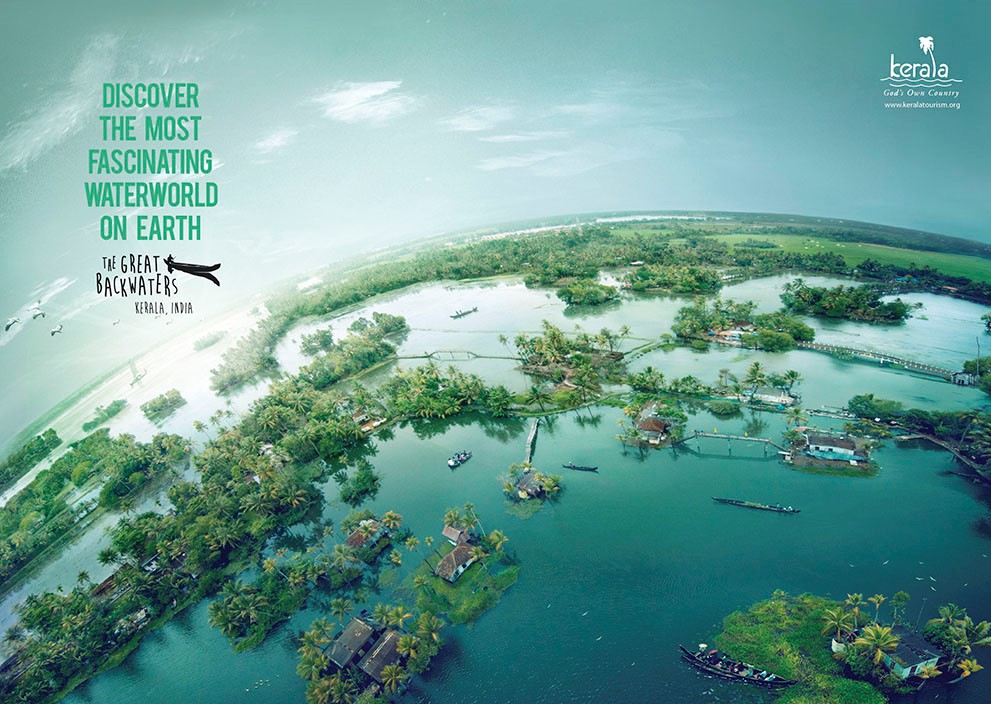 DISCOVER
THE MOST
FASCINATING
WATERWORLD
ON EARTH
THE GREAT
BACKWATERS
KERALA, INDIA
kerala
God's Own Country
www.keralatourism.org